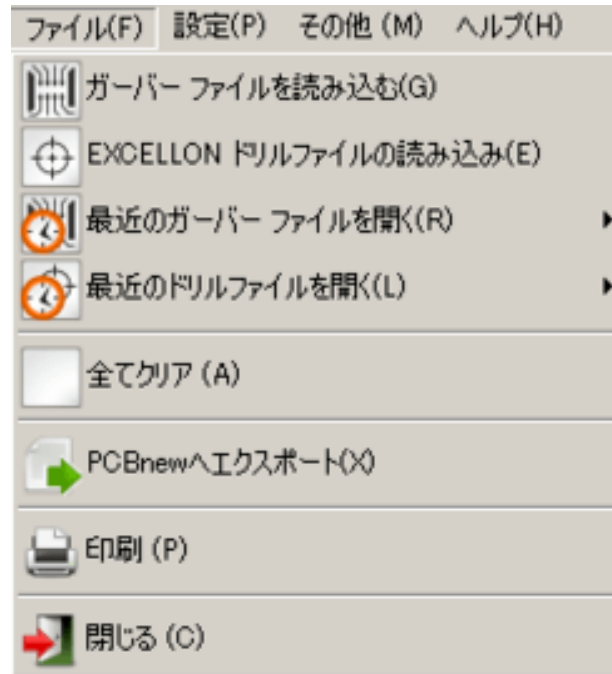 ファイル(F) 設定(P) その他 (M) ヘルプ(H)
ガーバー ファイルを読み込む(G)
EXCELLON ドリルファイルの読み込み(E)
最近のガーバー ファイルを開く(R)
最近のドリルファイルを開く(L)
全てクリア (A)
PCBnewへエクスポート(X)
印刷 (P)
閉じる (C)